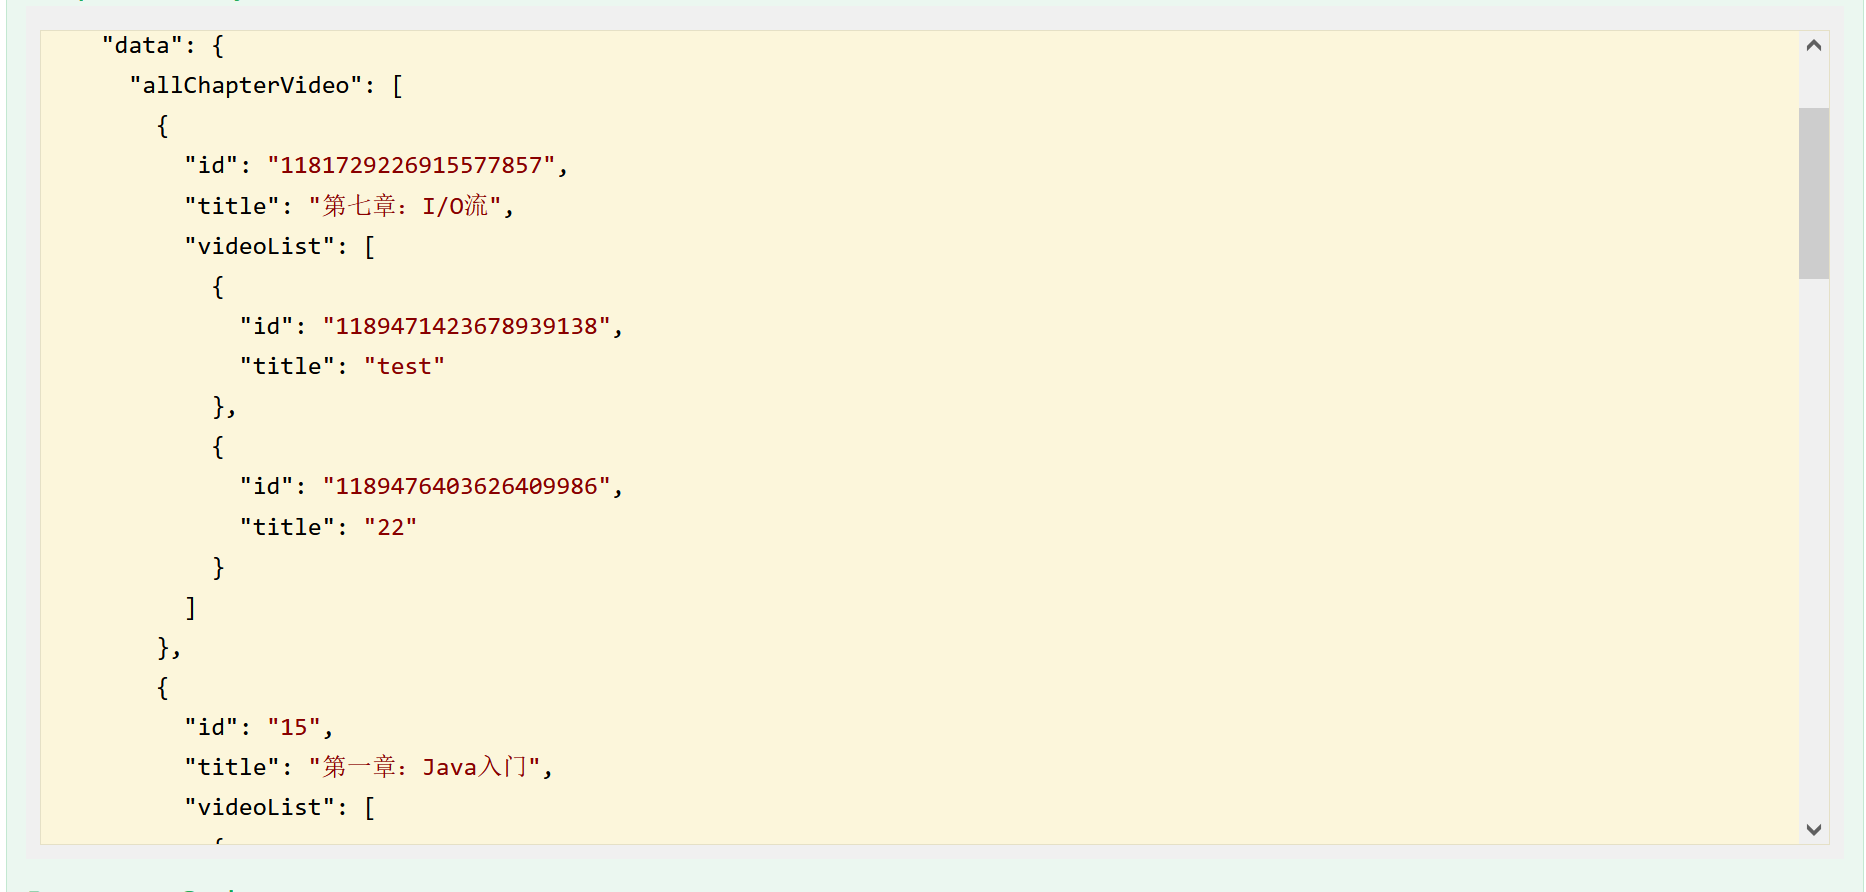 "data": {
"allChapterVideo": [
{
"id": "1181729226915577857",
"title": "第七章：I/O流",
"videoList": [
{
"id": "1189471423678939138",
"title": "test"
},
{
"id": "1189476403626409986",
"title": "22"
}
]
},
{
"id": "15",
"title": "第一章：Java入门",
"videoList": [
{